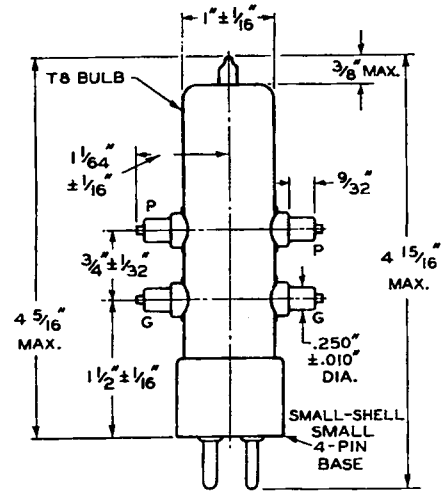 1" ± 1/16"
3/8" MAX.
T8 BULB
1 1/64"
± 1/16"
9/32"
P
P
3/4" ± 1/32"
4 15/16"
MAX.
G
G
4 5/16"
MAX.
.250"
±.010"
DIA.
1 1/2" ± 1/16"
SMALL-SHELL
SMALL
4-PIN
BASE